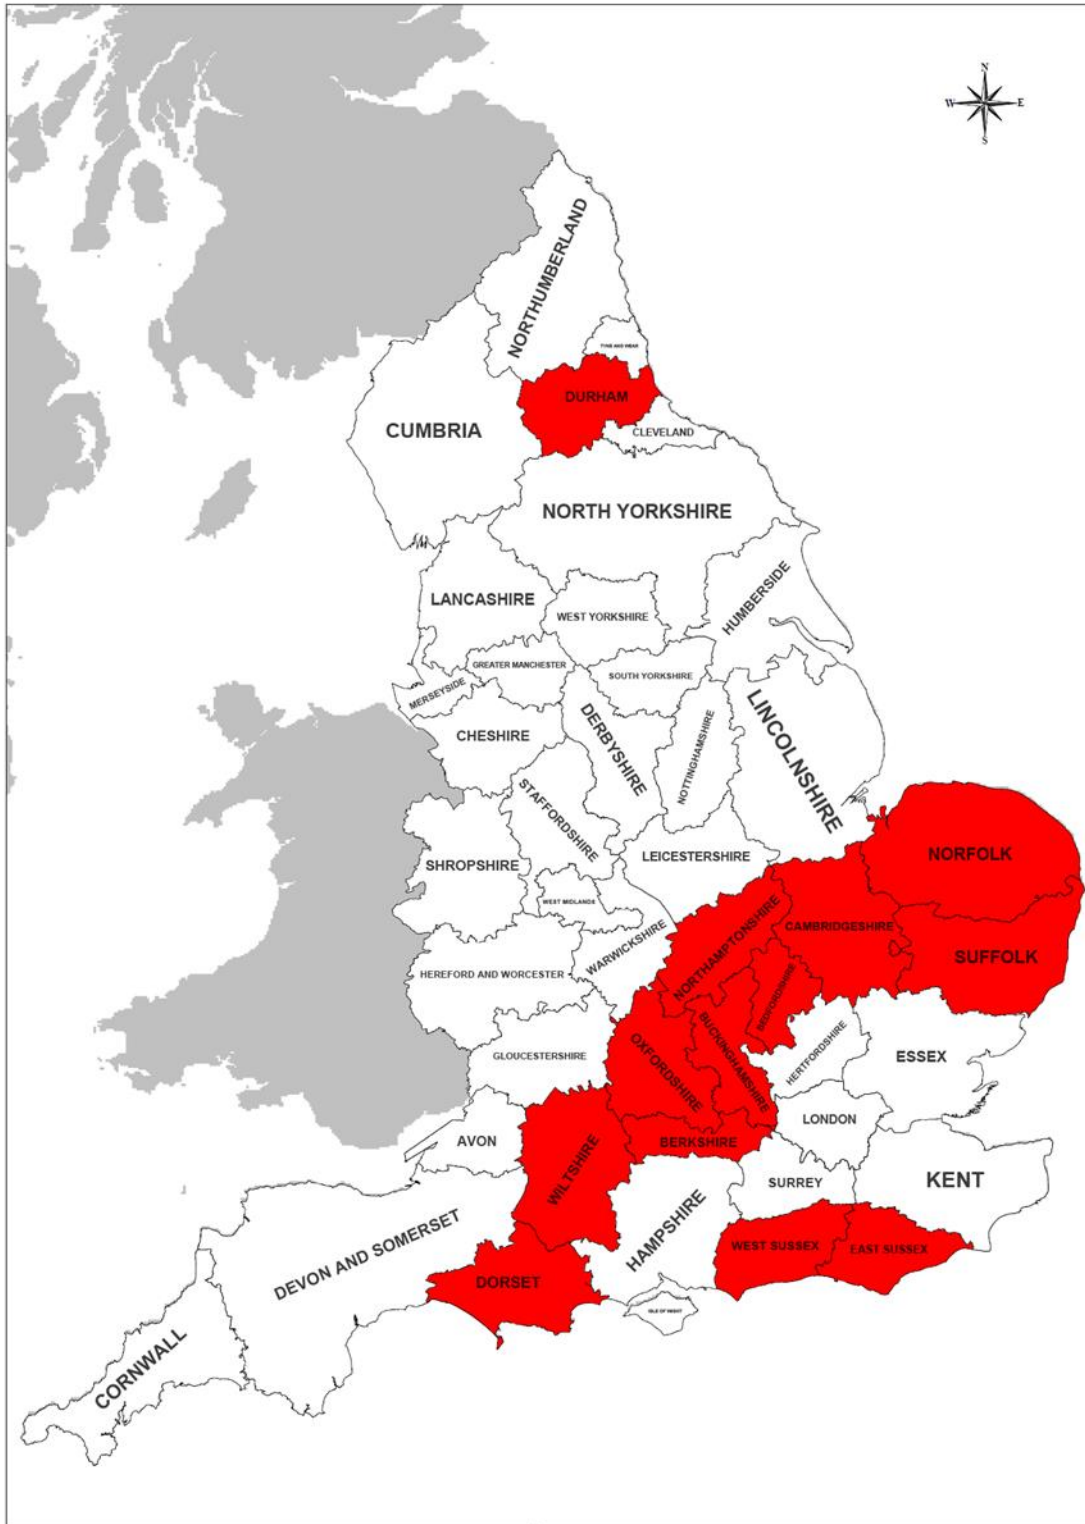 N
W E
S
NORTHUMBERLAND
TYNE AND WEAR
DURHAM
CUMBRIA
CLEVELAND
NORTH YORKSHIRE
LANCASHIRE
WEST YORKSHIRE
HUMBERSIDE
GREATER MANCHESTER
SOUTH YORKSHIRE
MERSEYSIDE
CHESHIRE
DERBYSHIRE
NOTTINGHAMSHIRE
LINCOLNSHIRE
STAFFORDSHIRE
SHROPSHIRE
LEICESTERSHIRE
NORFOLK
WEST MIDLANDS
WARWICKSHIRE
NORTHAMPTONSHIRE
CAMBRIDGESHIRE
SUFFOLK
HEREFORD AND WORCESTER
BEDFORDSHIRE
BUCKINGHAMSHIRE
GLOUCESTERSHIRE
OXFORDSHIRE
HERTFORDSHIRE
ESSEX
LONDON
AVON
WILTSHIRE
BERKSHIRE
SURREY
KENT
DEVON AND SOMERSET
HAMPSHIRE
WEST SUSSEX
EAST SUSSEX
DORSET
ISLE OF WIGHT
CORNWALL